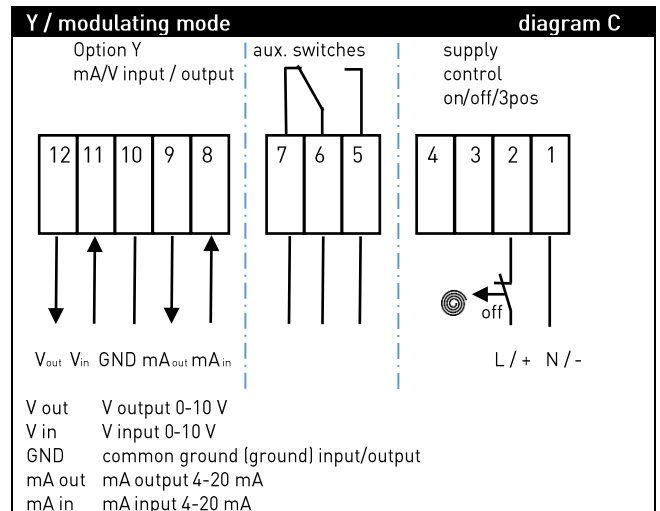 Y / modulating mode diagram C
Option Y aux. switches supply
mA/V input / output control
on/off/3pos
12 11 10 9 8 7 6 5 4 3 2 1
off
Vout Vin GND mAout mAin L / + N / -
V out V output 0-10 V
V in V input 0-10 V
GND common ground (ground) input/output
mA out mA output 4-20 mA
mA in mA input 4-20 mA